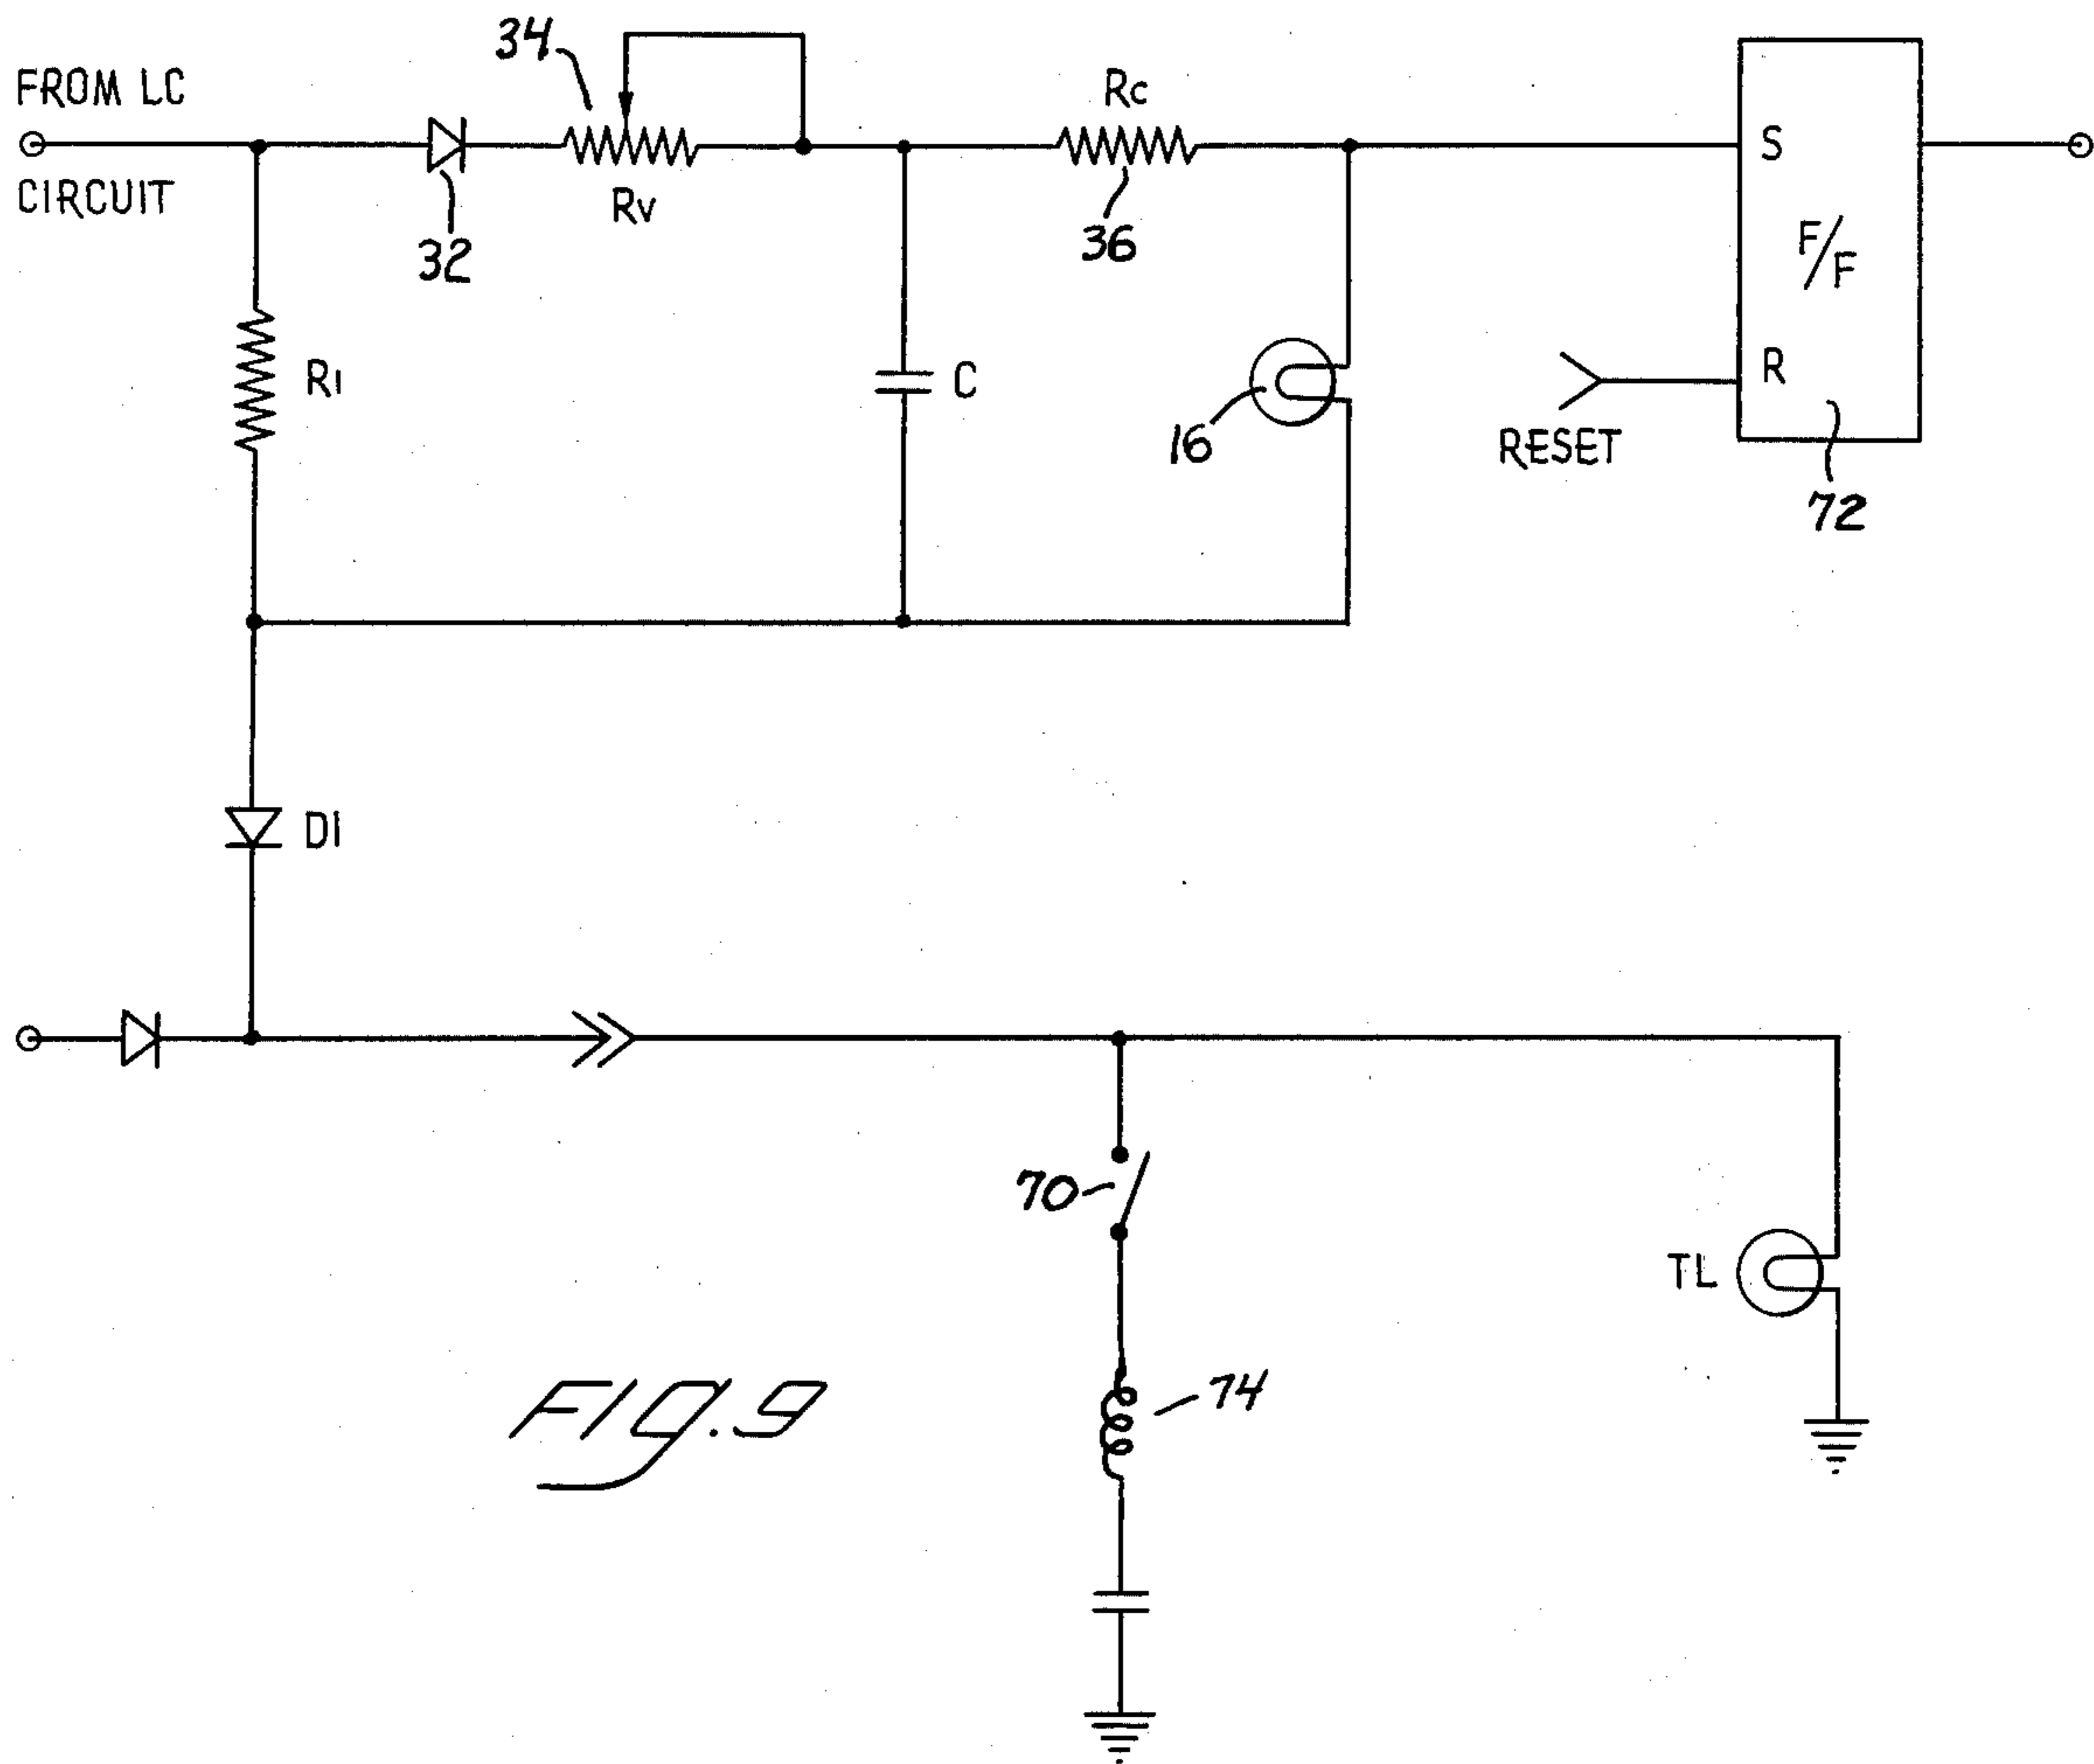 34
FROM LC
CIRCUIT
32
Rv
Rc
36
S
F/F
R
RESET
72
R1
C
16
D1
70
TL
74
FIG. 9